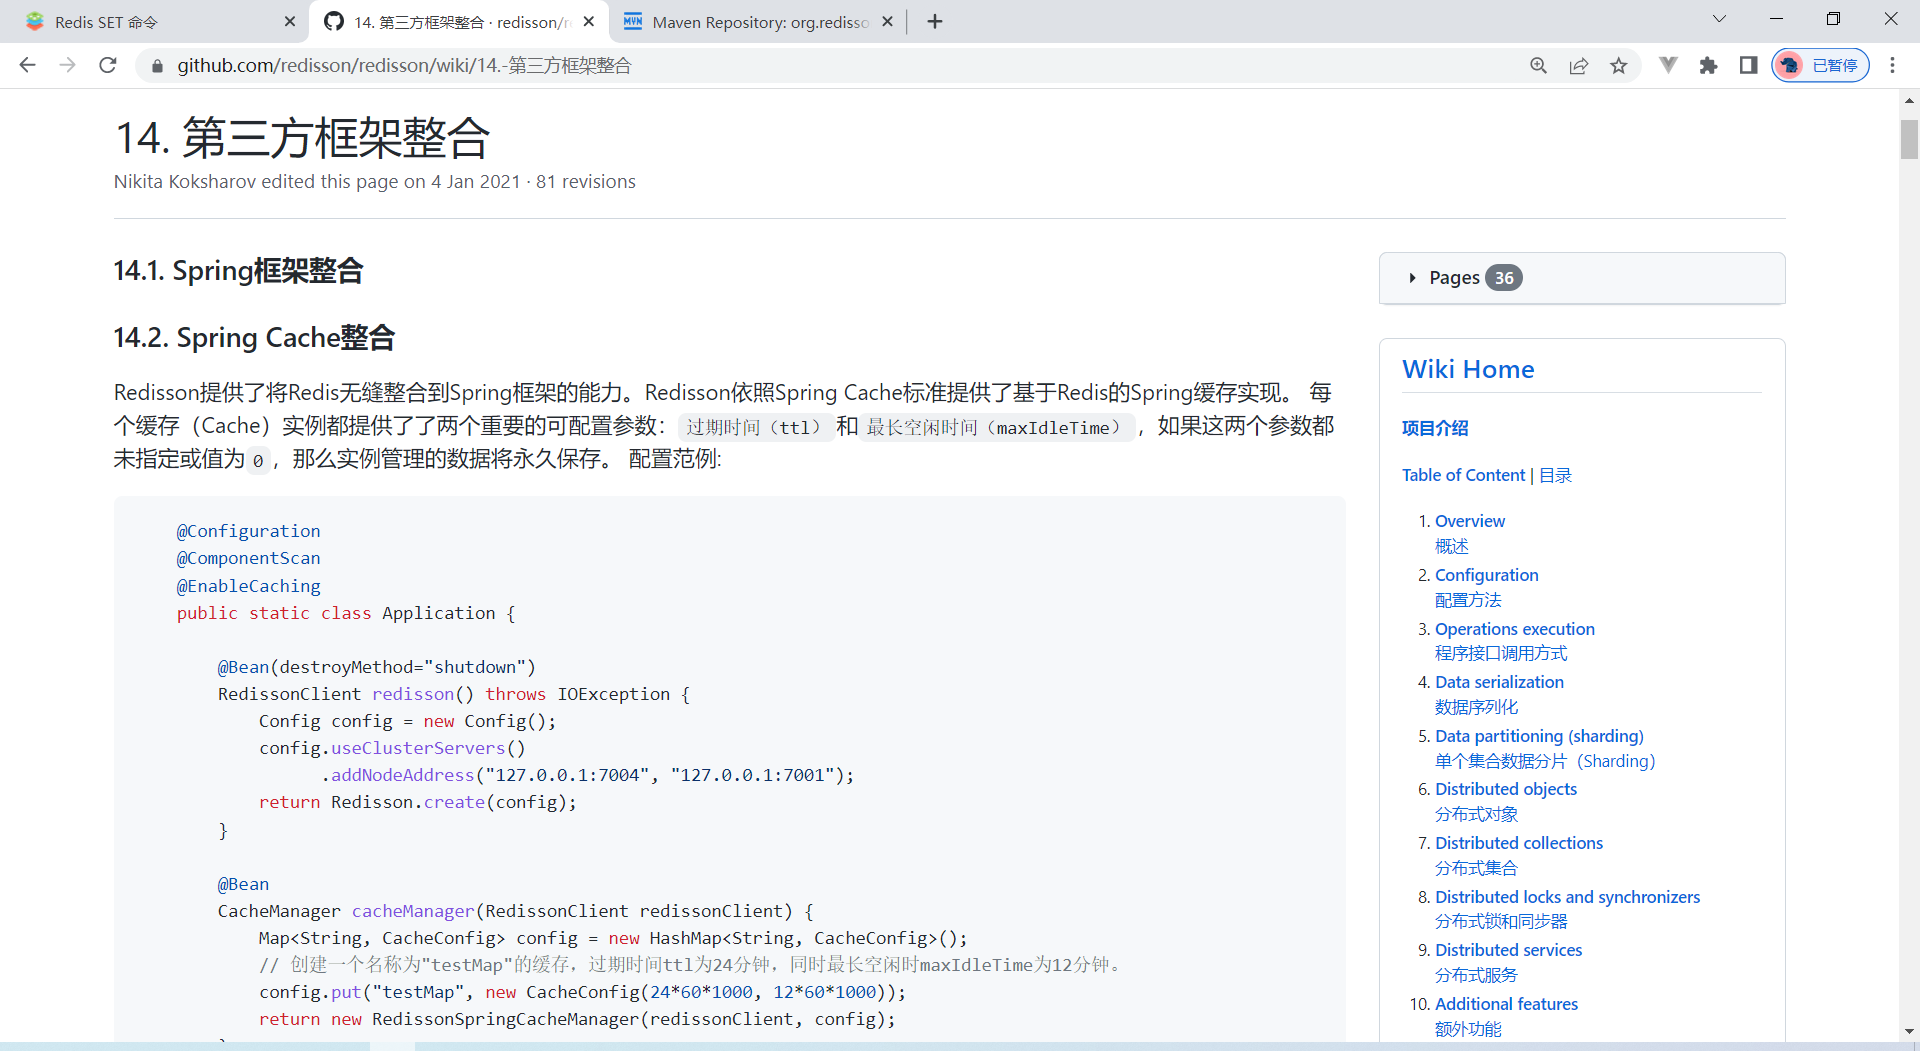 Redis SET 命令
14. 第三方框架整合 · redisson/r
Maven Repository: org.redisso
github.com/redisson/redisson/wiki/14.-第三方框架整合
已暂停
14. 第三方框架整合
Nikita Koksharov edited this page on 4 Jan 2021 · 81 revisions
14.1. Spring框架整合
14.2. Spring Cache整合
Redisson提供了将Redis无缝整合到Spring框架的能力。Redisson依照Spring Cache标准提供了基于Redis的Spring缓存实现。 每
个缓存（Cache）实例都提供了了两个重要的可配置参数：过期时间（ttl）和最长空闲时间（maxIdleTime），如果这两个参数都
未指定或值为0，那么实例管理的数据将永久保存。 配置范例:
@Configuration
@ComponentScan
@EnableCaching
public static class Application {
@Bean(destroyMethod="shutdown")
RedissonClient redisson() throws IOException {
Config config = new Config();
config.useClusterServers()
.addNodeAddress("127.0.0.1:7004", "127.0.0.1:7001");
return Redisson.create(config);
}
@Bean
CacheManager cacheManager(RedissonClient redissonClient) {
Map<String, CacheConfig> config = new HashMap<String, CacheConfig>();
// 创建一个名称为"testMap"的缓存，过期时间ttl为24分钟，同时最长空闲时maxIdleTime为12分钟。
config.put("testMap", new CacheConfig(24*60*1000, 12*60*1000));
return new RedissonSpringCacheManager(redissonClient, config);
Pages 36
Wiki Home
项目介绍
Table of Content | 目录
1. Overview
概述
2. Configuration
配置方法
3. Operations execution
程序接口调用方式
4. Data serialization
数据序列化
5. Data partitioning (sharding)
单个集合数据分片（Sharding）
6. Distributed objects
分布式对象
7. Distributed collections
分布式集合
8. Distributed locks and synchronizers
分布式锁和同步器
9. Distributed services
分布式服务
10. Additional features
额外功能